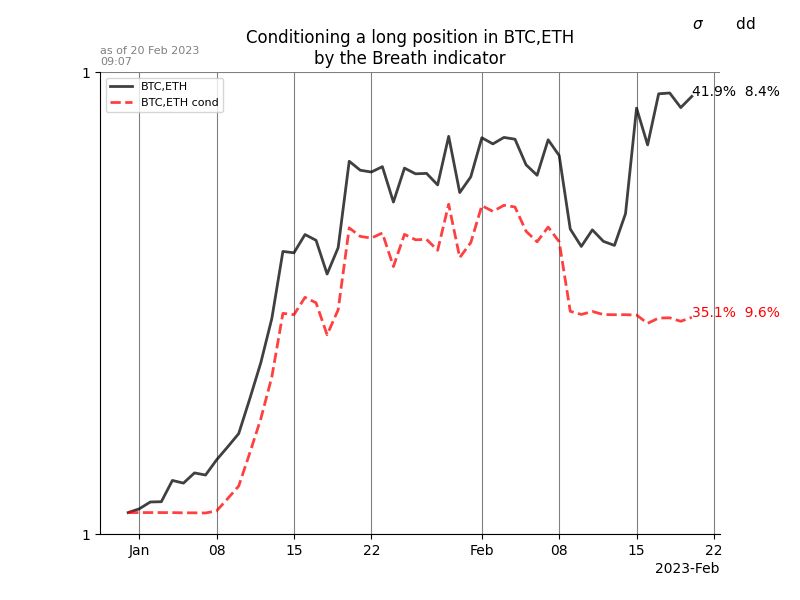 σ dd
Conditioning a long position in BTC,ETH
by the Breath indicator
as of 20 Feb 2023
09:07
1
BTC,ETH
BTC,ETH cond
41.9% 8.4%
35.1% 9.6%
1
Jan 08 15 22 Feb 08 15 22
2023-Feb